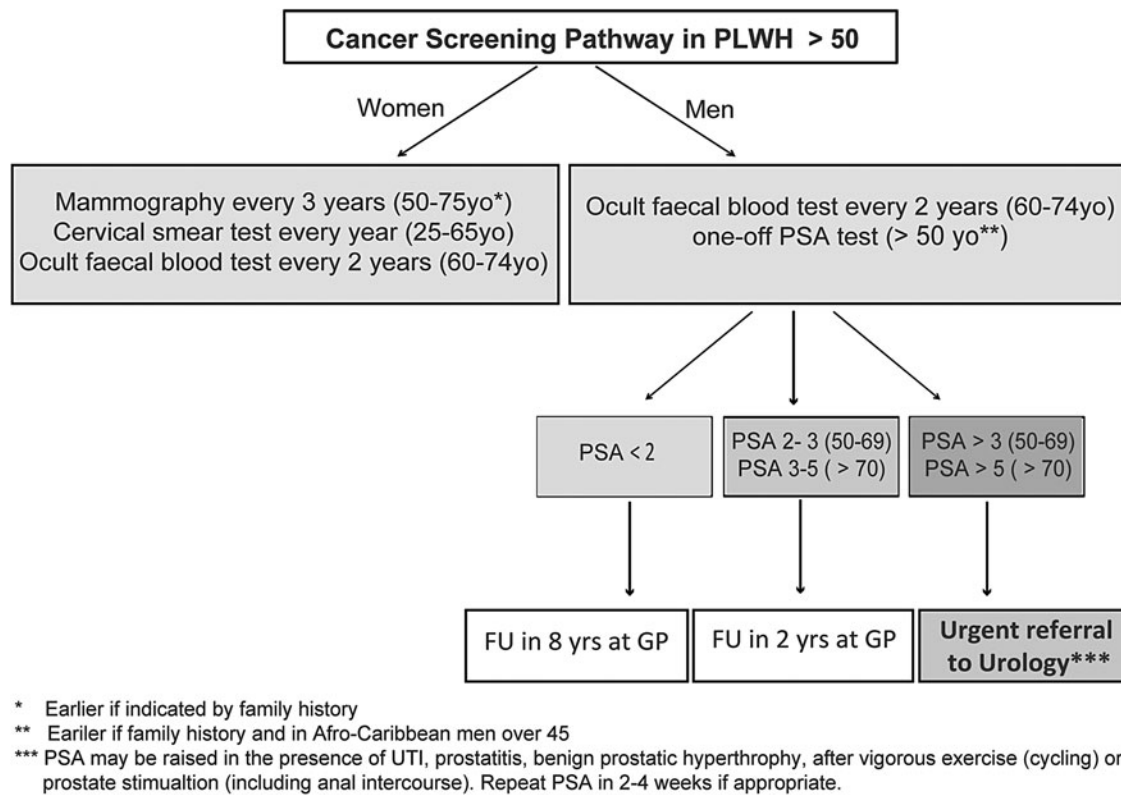 Cancer Screening Pathway in PLWH > 50
Women
Men
Mammography every 3 years (50-75yo*)
Cervical smear test every year (25-65yo)
Ocult faecal blood test every 2 years (60-74yo)
Ocult faecal blood test every 2 years (60-74yo)
one-off PSA test (> 50 yo**)
PSA < 2
PSA 2- 3 (50-69)
PSA 3-5 ( > 70)
PSA > 3 (50-69)
PSA > 5 ( > 70)
FU in 8 yrs at GP
FU in 2 yrs at GP
Urgent referral
to Urology***
* Earlier if indicated by family history
** Eariler if family history and in Afro-Caribbean men over 45
*** PSA may be raised in the presence of UTI, prostatitis, benign prostatic hyperthrophy, after vigorous exercise (cycling) or
prostate stimualtion (including anal intercourse). Repeat PSA in 2-4 weeks if appropriate.